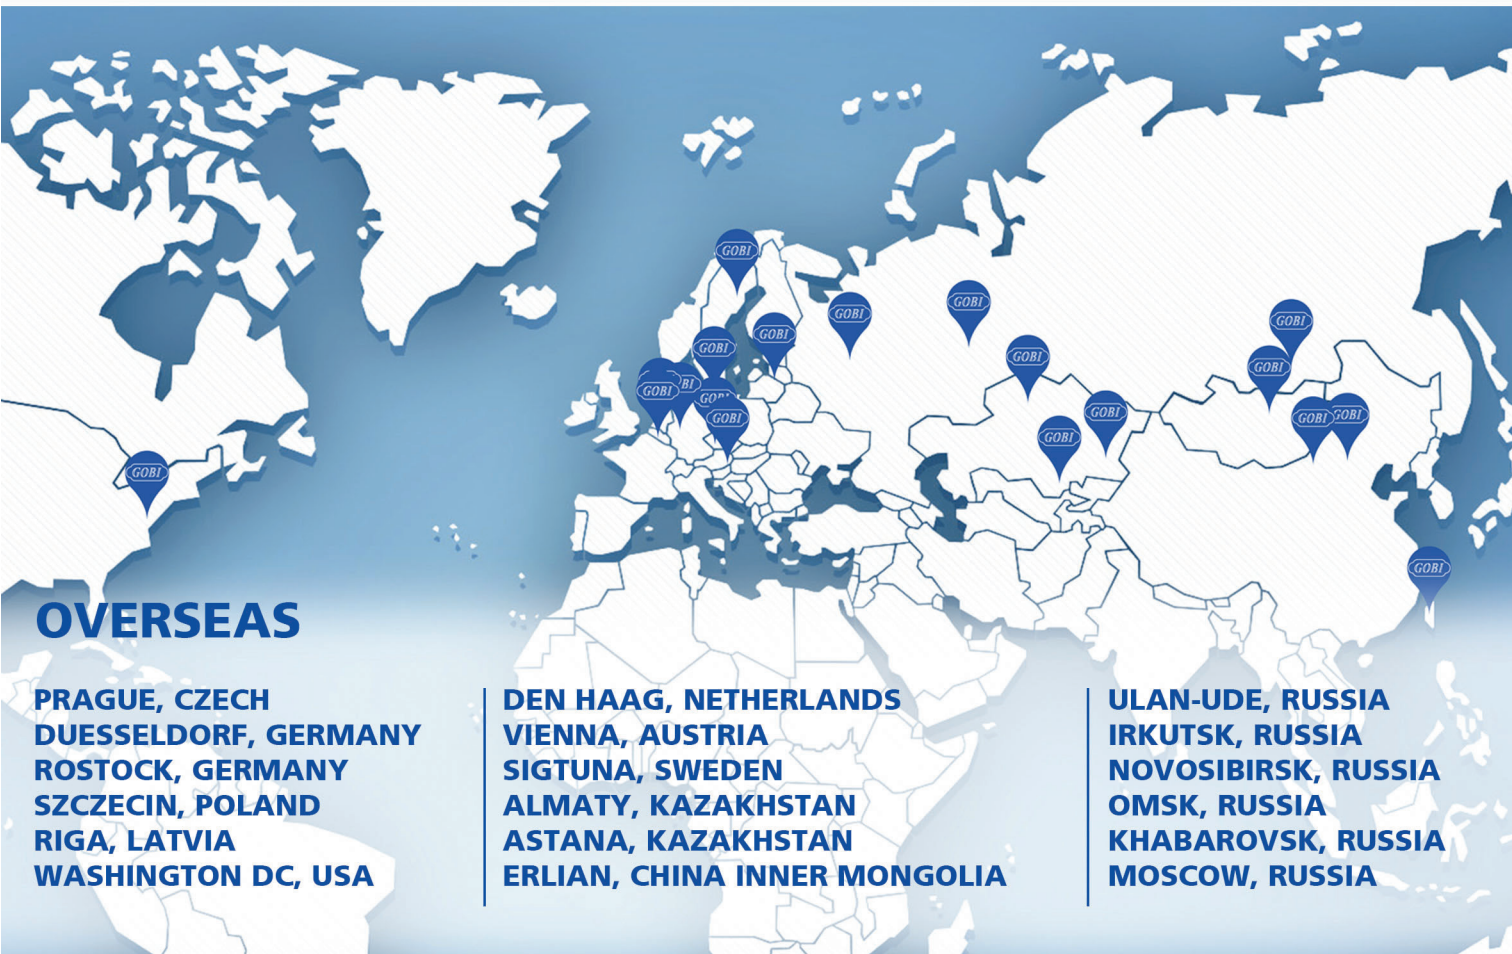 GOBI
GOBI
GOBI
GOBI
GOBI
GOBI
GOBI
GOBI
GOBI
BI
GOBI
GOBI
GOBI
GOBI
GOBI
GOBI
GOBI
GOBI
GOBI
OVERSEAS
PRAGUE, CZECH
DUESSELDORF, GERMANY
ROSTOCK, GERMANY
SZCZECIN, POLAND
RIGA, LATVIA
WASHINGTON DC, USA
DEN HAAG, NETHERLANDS
VIENNA, AUSTRIA
SIGTUNA, SWEDEN
ALMATY, KAZAKHSTAN
ASTANA, KAZAKHSTAN
ERLIAN, CHINA INNER MONGOLIA
ULAN-UDE, RUSSIA
IRKUTSK, RUSSIA
NOVOSIBIRSK, RUSSIA
OMSK, RUSSIA
KHABAROVSK, RUSSIA
MOSCOW, RUSSIA